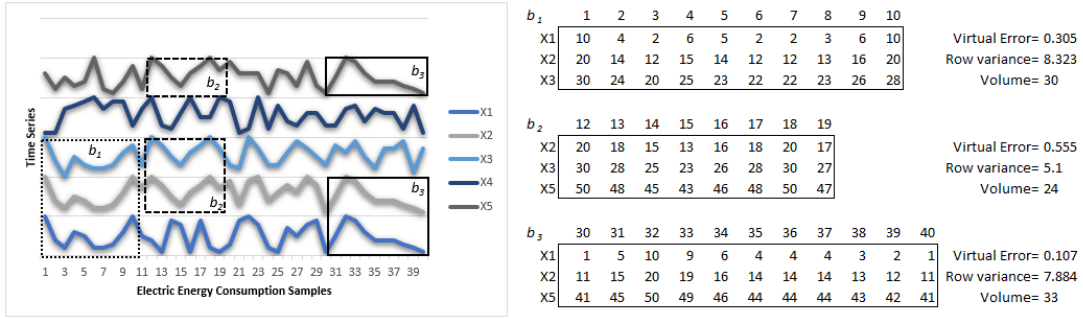 Time Series
b1
b2
b2
b3
b3
X1
X2
X3
X4
X5
1 3 5 7 9 11 13 15 17 19 21 23 25 27 29 31 33 35 37 39
Electric Energy Consumption Samples
b1 1 2 3 4 5 6 7 8 9 10
X1 10 4 2 6 5 2 2 3 6 10 Virtual Error= 0.305
X2 20 14 12 15 14 12 12 13 16 20 Row variance= 8.323
X3 30 24 20 25 23 22 22 23 26 28 Volume= 30
b2 12 13 14 15 16 17 18 19
X2 20 18 15 13 16 18 20 17 Virtual Error= 0.555
X3 30 28 25 23 26 28 30 27 Row variance= 5.1
X5 50 48 45 43 46 48 50 47 Volume= 24
b3 30 31 32 33 34 35 36 37 38 39 40
X1 1 5 10 9 6 4 4 4 3 2 1 Virtual Error= 0.107
X2 11 15 20 19 16 14 14 14 13 12 11 Row variance= 7.884
X5 41 45 50 49 46 44 44 44 43 42 41 Volume= 33